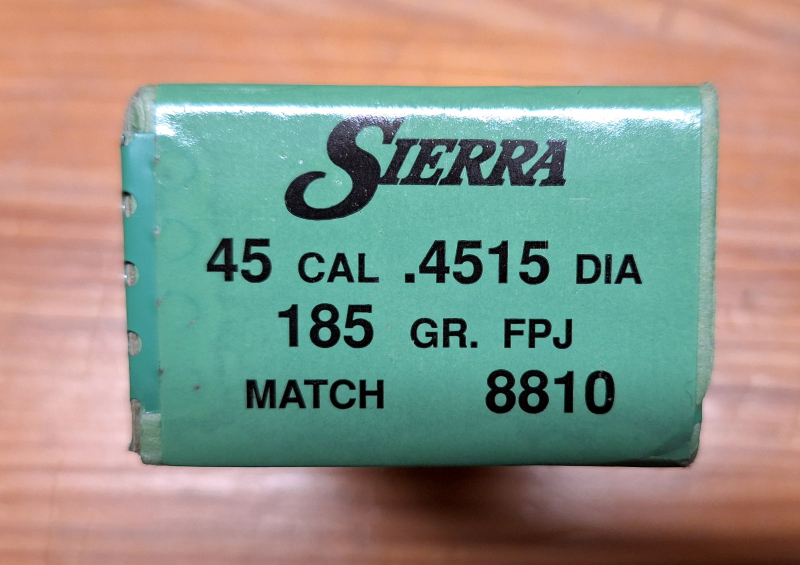 SIERRA
45 CAL .4515 DIA
185 GR. FPJ
MATCH 8810